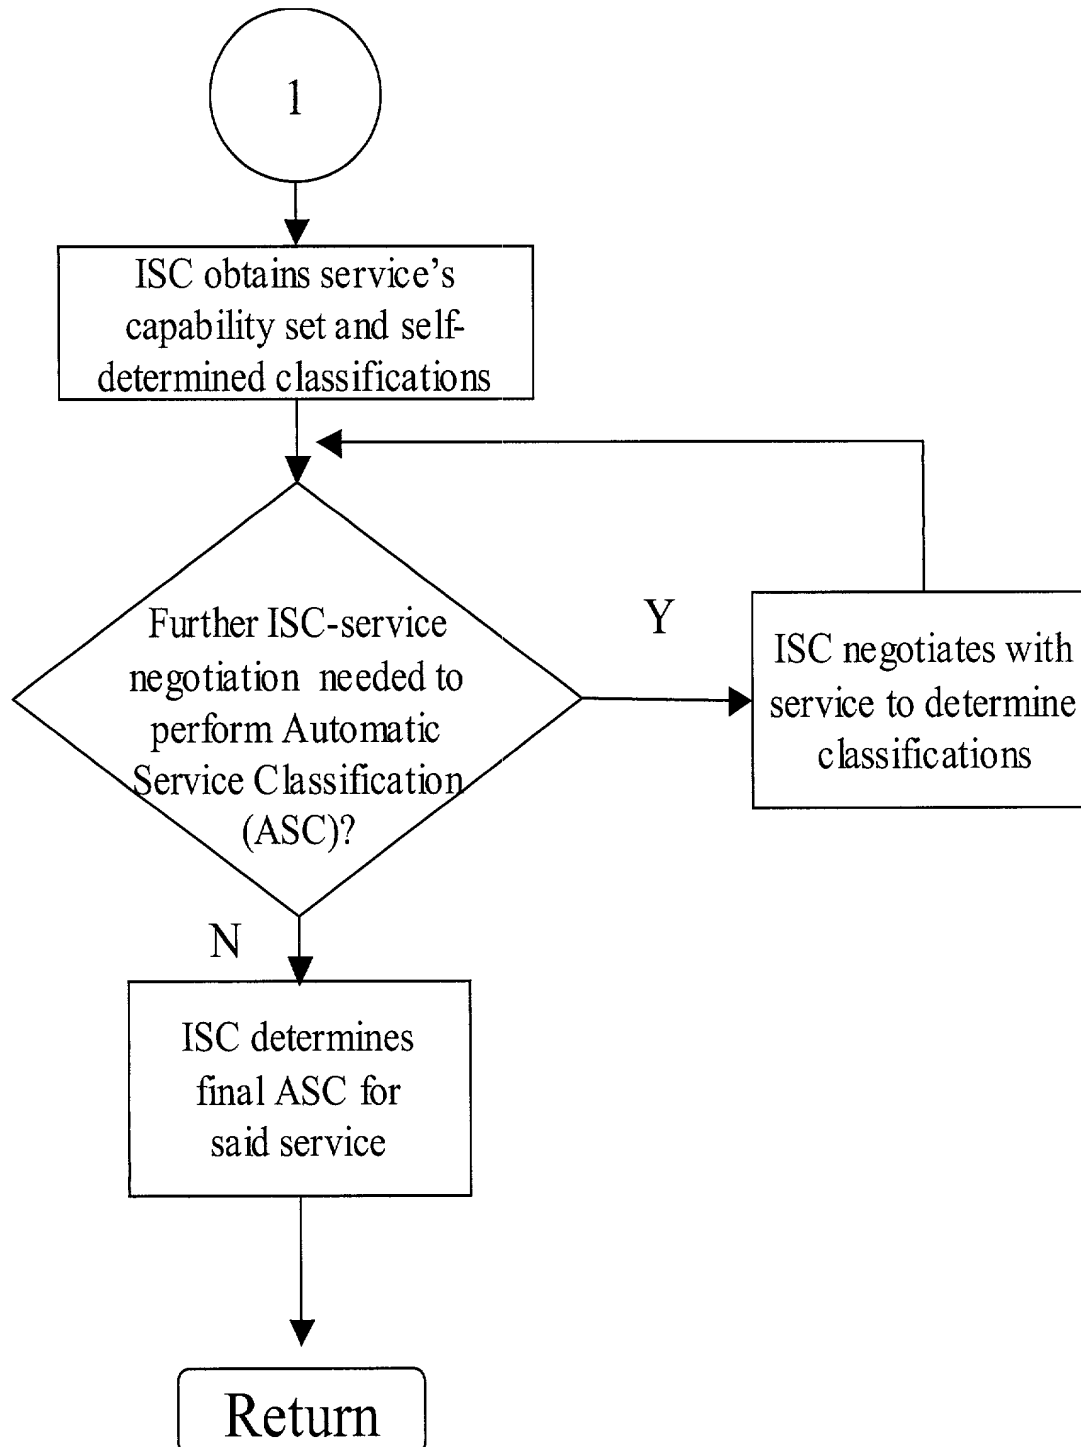 1
ISC obtains service’s
capability set and self-
determined classifications
Further ISC-service
negotiation needed to
perform Automatic
Service Classification
(ASC)?
Y
ISC negotiates with
service to determine
classifications
N
ISC determines
final ASC for
said service
Return